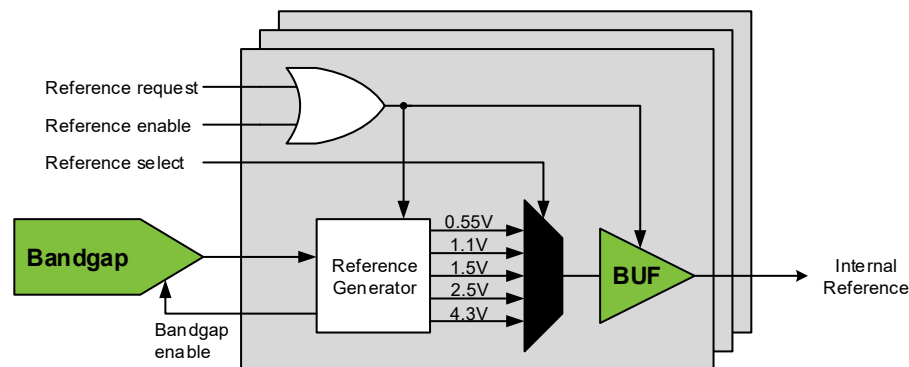 Reference request
Reference enable
Reference select
0.55V
1.1V
1.5V
2.5V
4.3V
Bandgap
Reference
Generator
BUF
Internal
Reference
Bandgap
enable